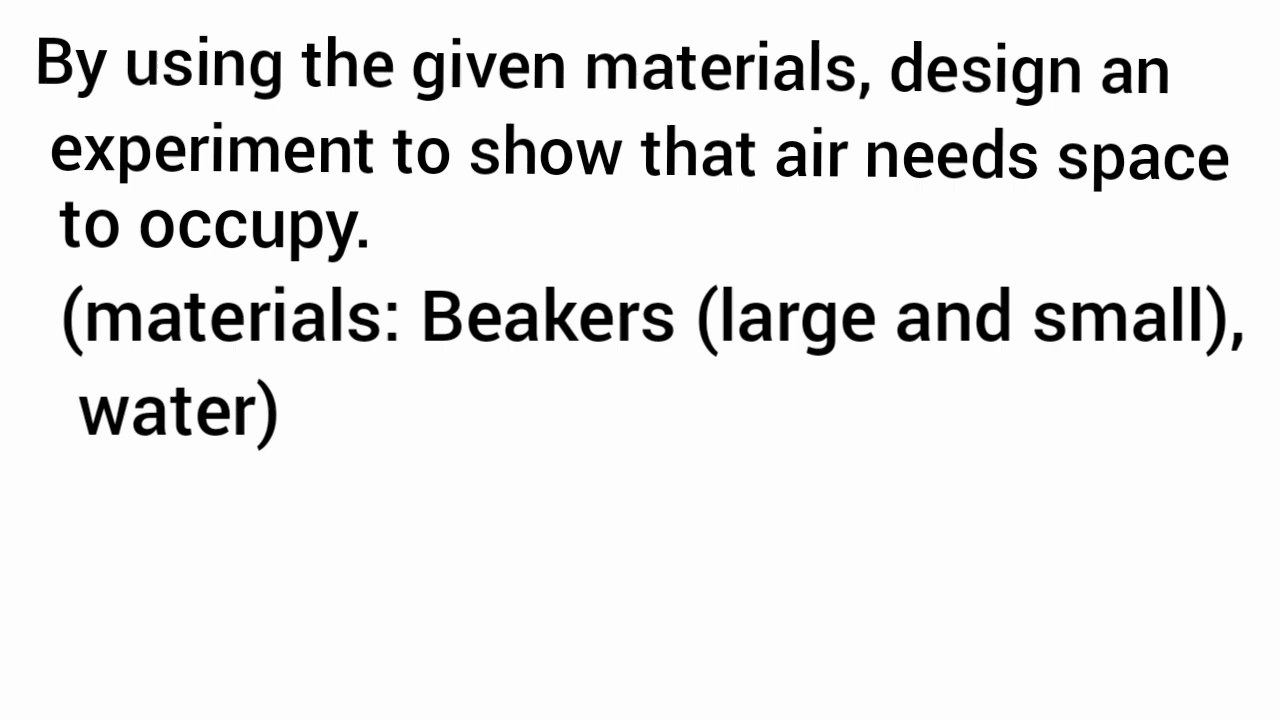 By using the given materials, design an
experiment to show that air needs space
to occupy.
(materials: Beakers (large and small),
water)